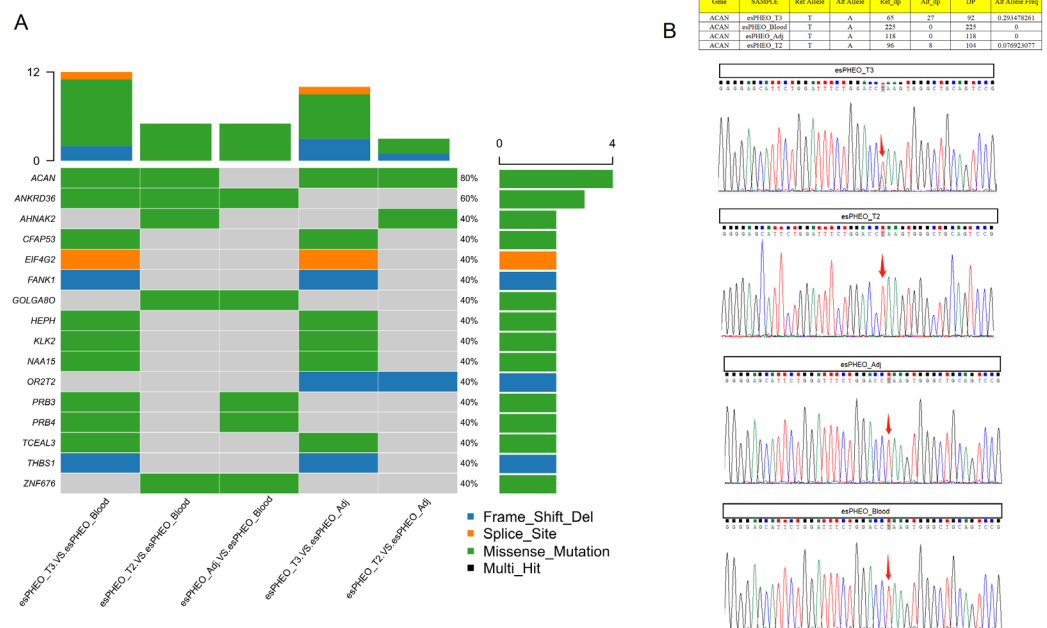 A
12
0
0
4
ACAN
80%
ANKRD36
60%
AHNAK2
40%
CFAP53
40%
EIF4G2
40%
FANK1
40%
GOLGA8O
40%
HEPH
40%
KLK2
40%
NAA15
40%
OR2T2
40%
PRB3
40%
PRB4
40%
TCEAL3
40%
THBS1
40%
ZNF676
40%
esPHEO_T3.VS.esPHEO_Blood
esPHEO_T2.VS.esPHEO_Blood
esPHEO_Adj.VS.esPHEO_Blood
esPHEO_T3.VS.esPHEO_Adj
esPHEO_T2.VS.esPHEO_Adj
Frame_Shift_Del
Splice_Site
Missense_Mutation
Multi_Hit
B
Gene SAMPLE Ref Allele Alt Allele Ref_dp Alt_dp DP Alt Allele Freq
ACAN esPHEO_T3 T A 65 27 92 0.293478261
ACAN esPHEO_Blood T A 225 0 225 0
ACAN esPHEO_Adj T A 118 0 118 0
ACAN esPHEO_T2 T A 96 8 104 0.076923077
esPHEO_T3
GGGGAGCATTCTGGATTTCTGGACCTAAGTGGGCTGCAGTCCG
esPHEO_T2
GGGGAGCATTCTGGATTTCTGGACCTAAGTGGGCTGCAGTCCG
esPHEO_Adj
GGGGAGCATTCTGGATTTCTGGACCTAAGTGGGCTGCAGTCCG
esPHEO_Blood
GGGGAGCATTCTGGATTTCTGGACCTAAGTGGGCTGCAGTCCG